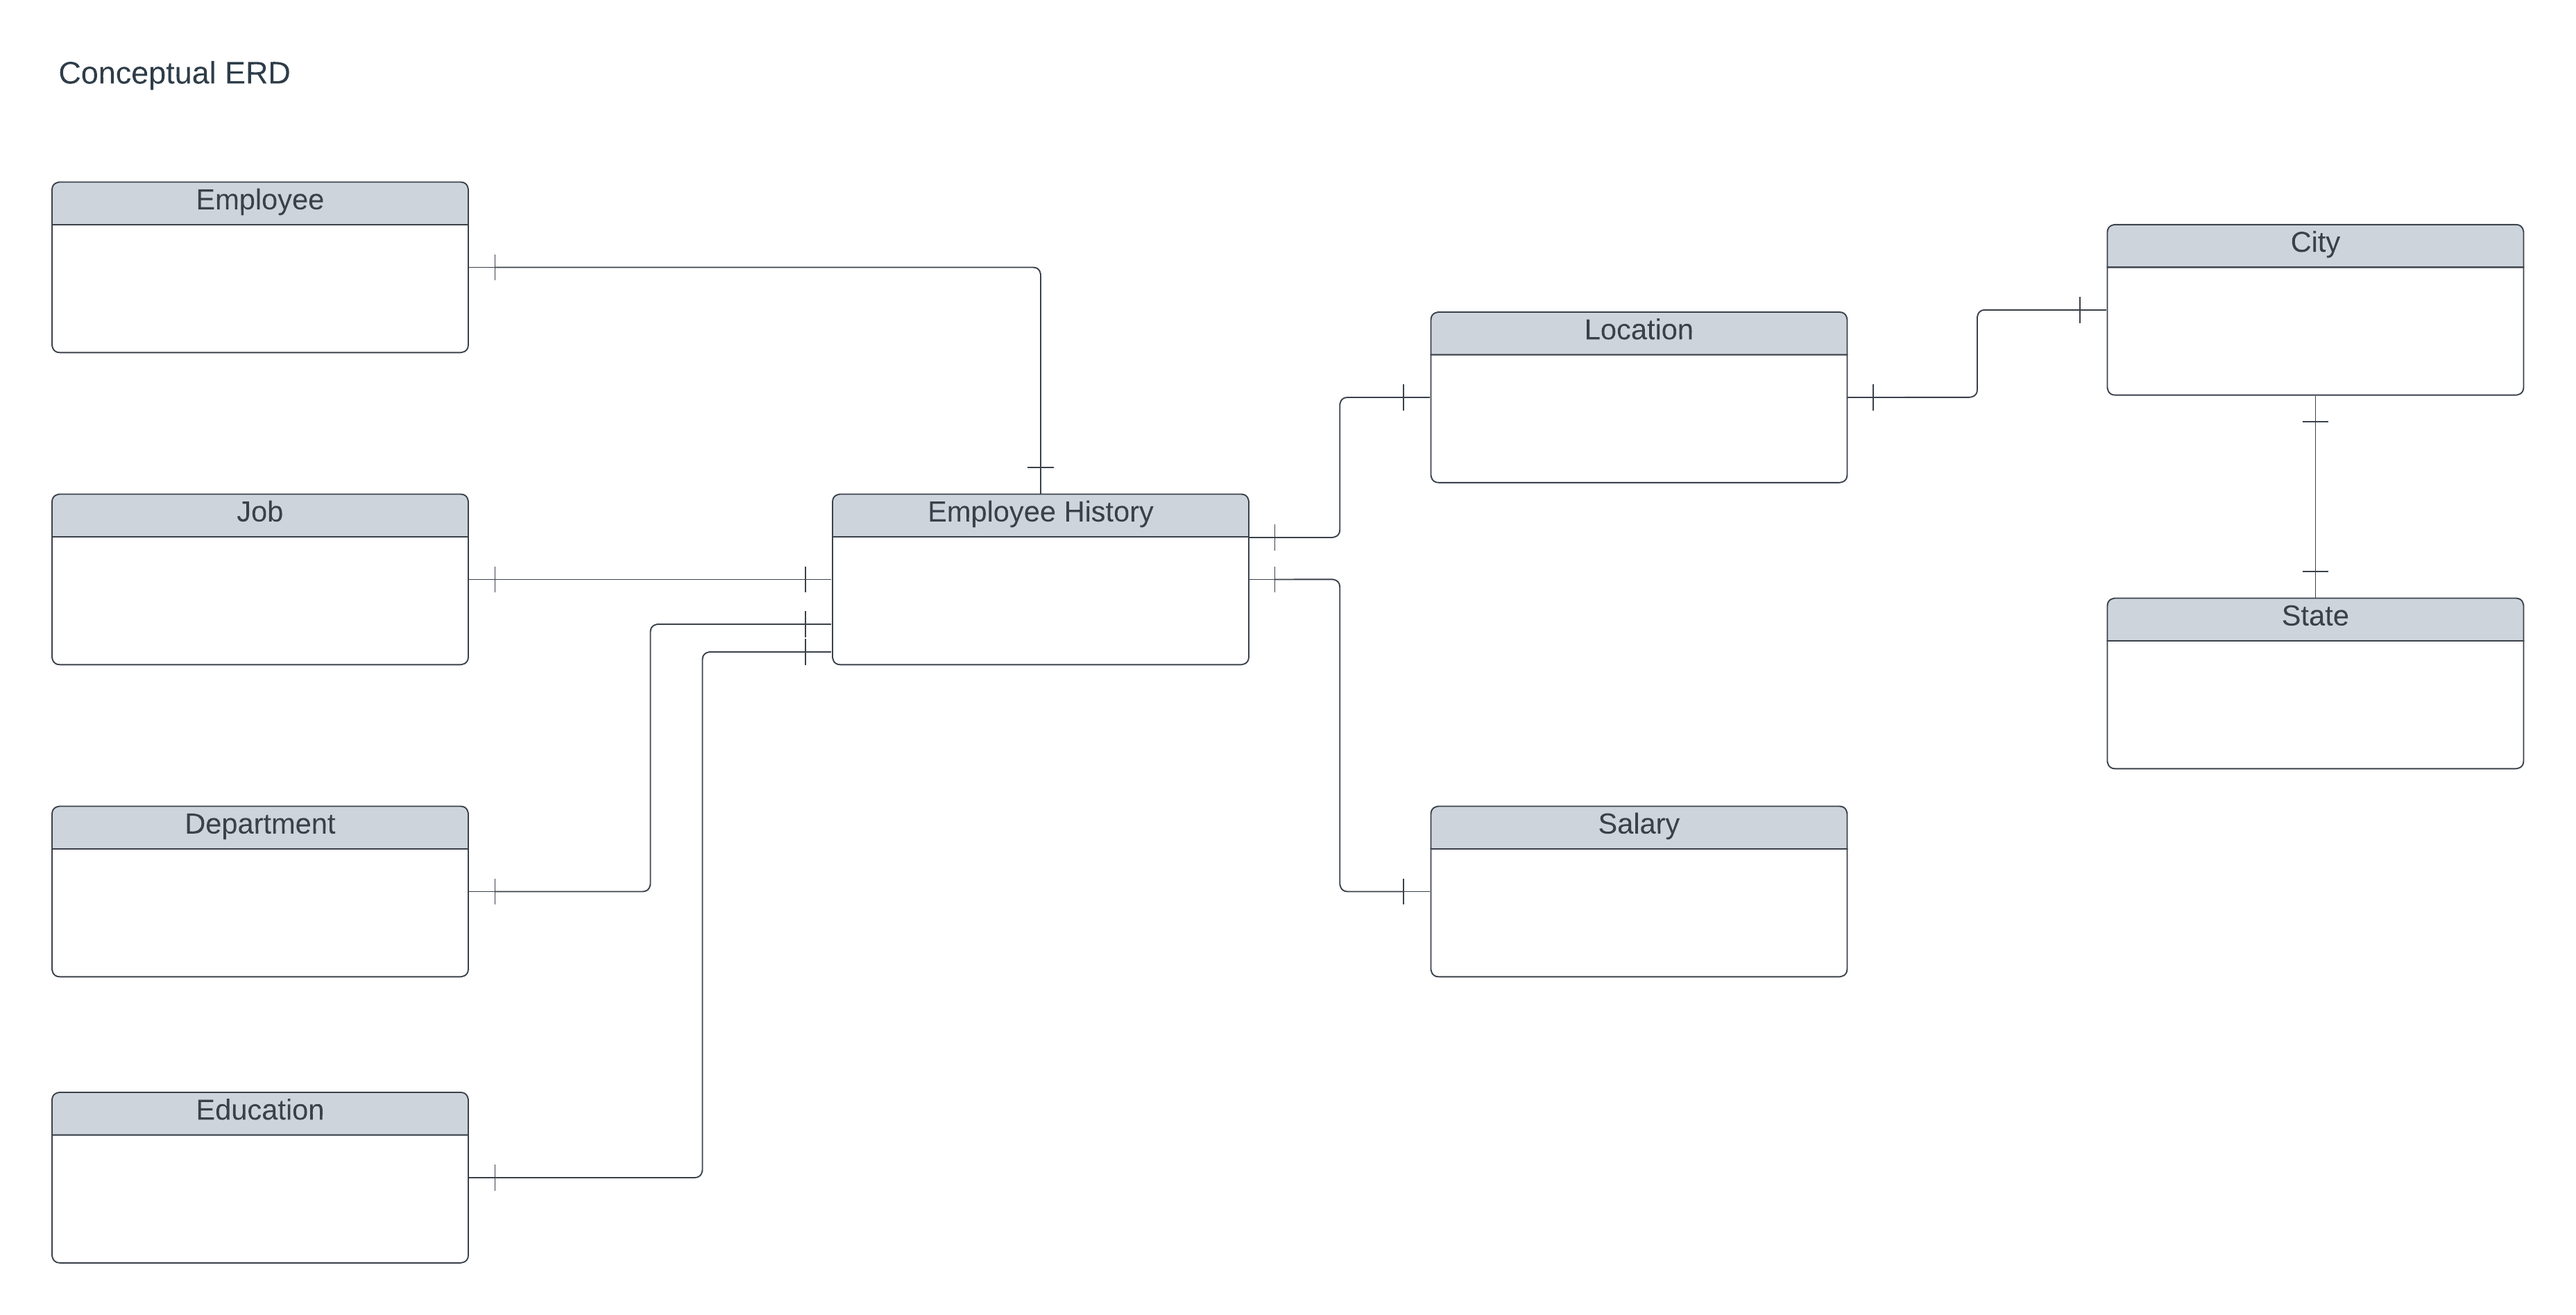 Conceptual ERD
Employee
City
Location
Job
Employee History
State
Department
Salary
Education